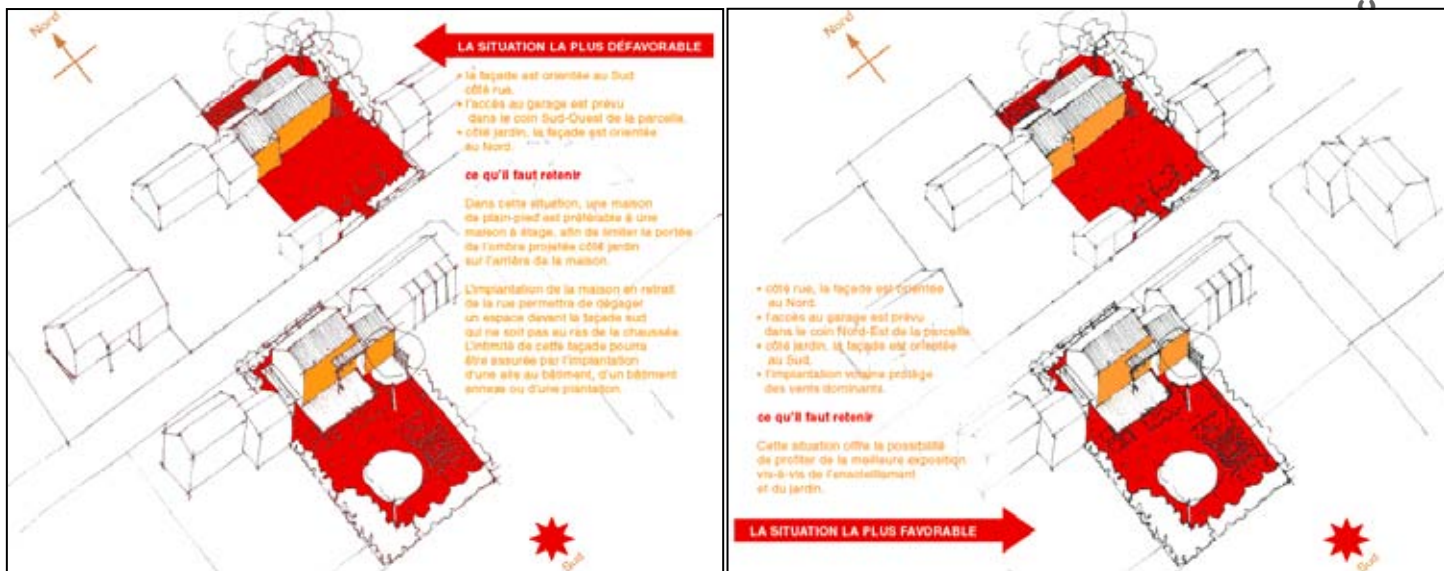 Nord
LA SITUATION LA PLUS DÉFAVORABLE
• la façade est orientée au Sud
côté rue.
• l'accès au garage est prévu
dans le coin Sud-Ouest de la parcelle.
• côté jardin, la façade est orientée
au Nord.
ce qu'il faut retenir
Dans cette situation, une maison
de plain-pied est préférable à une
maison à étage, afin de limiter la portée
de l'ombre projetée côté jardin
sur l'arrière de la maison.
L'implantation de la maison en retrait
de la rue permettra de dégager
un espace devant la façade sud
qui ne soit pas au ras de la chaussée.
L'intimité de cette façade pourra
être assurée par l'implantation
d'une aile au bâtiment, d'un bâtiment
annexe ou d'une plantation.
Sud
Nord
• côté rue, la façade est orientée
au Nord.
• l'accès au garage est prévu
dans le coin Nord-Est de la parcelle.
• côté jardin, la façade est orientée
au Sud.
• l'implantation voisine protège
des vents dominants.
ce qu'il faut retenir
Cette situation offre la possibilité
de profiter de la meilleure exposition
vis-à-vis de l'ensoleillement
et du jardin.
LA SITUATION LA PLUS FAVORABLE
Sud